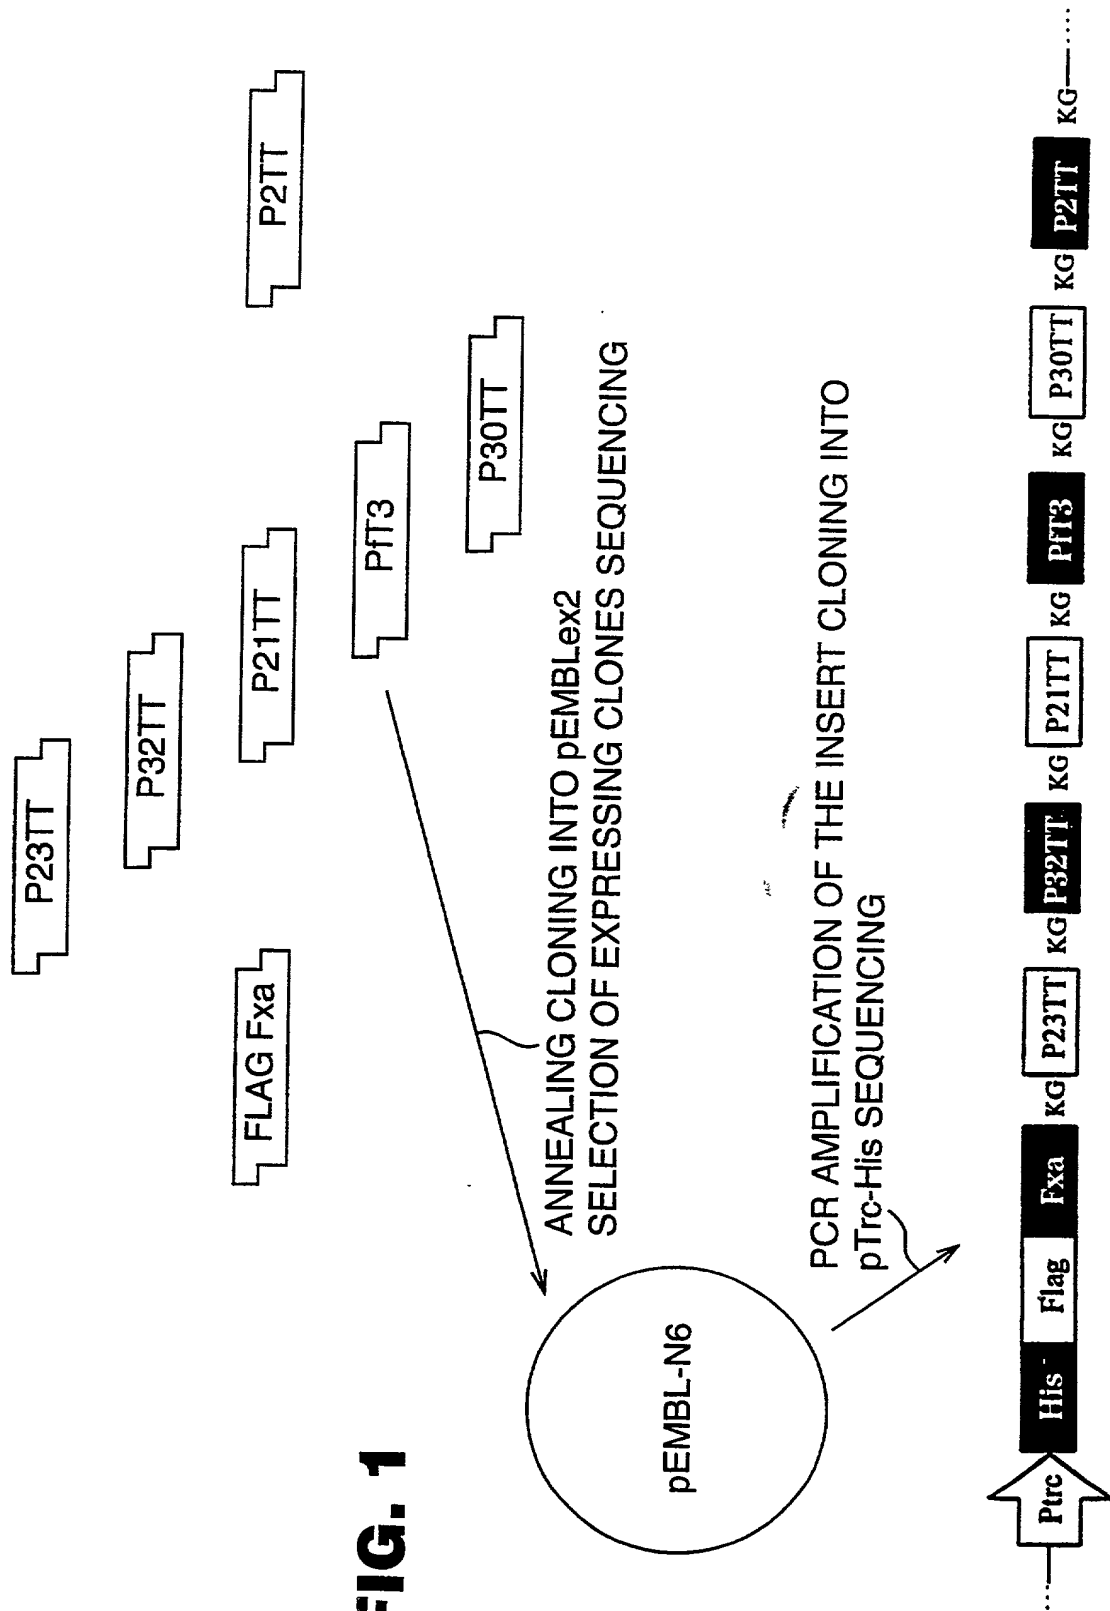 FIG. 1
P23TT
P32TT
FLAG Fxa
P21TT
P2TT
PfT3
P30TT
ANNEALING CLONING INTO pEMBLex2
SELECTION OF EXPRESSING CLONES SEQUENCING
pEMBL-N6
PCR AMPLIFICATION OF THE INSERT CLONING INTO
pTrc-His SEQUENCING
Ptrc His Flag Fxa KG P23TT KG P32TT KG P21TT KG PfT3 KG P30TT KG P2TT KG